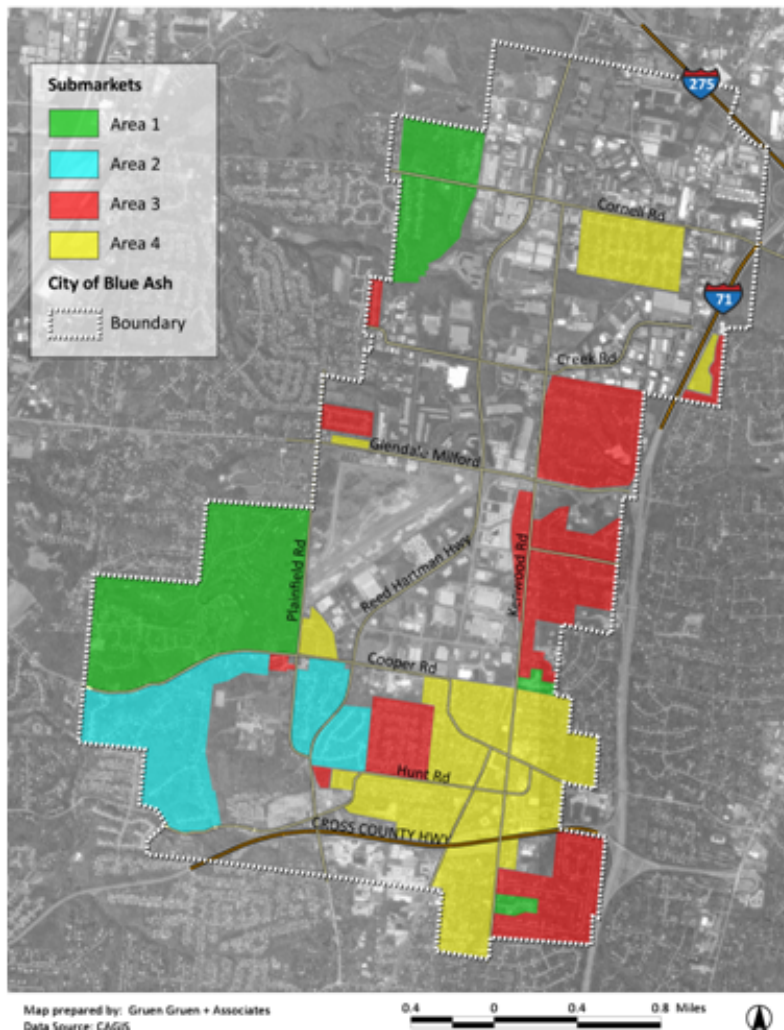 Submarkets
Area 1
Area 2
Area 3
Area 4
City of Blue Ash
Boundary
275
Cornell Rd
71
Creek Rd
Glendale Milford
Kenwood Rd
Reed Hartman Hwy
Plainfield Rd
Cooper Rd
Hunt Rd
CROSS COUNTY HWY
Map prepared by: Gruen Gruen + Associates
Data Source: CAGIS
0.4 0 0.4 0.8 Miles